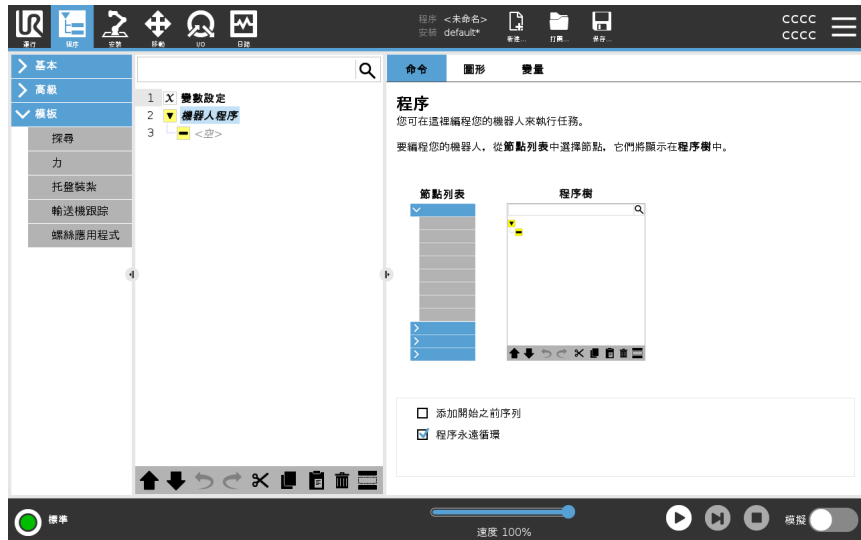 UR
运行
程序
安装
移動
I/O
日誌
程序 <未命名>
安装 default*
新建...
打開...
保存...
cccc
cccc
基本
高級
模板
探尋
力
托盤裝紮
輸送機跟踪
螺絲應用程式
1 X 變數設定
2 機器人程序
3 <空>
命令 圖形 變量
程序
您可在這裡編程您的機器人來執行任務。
要編程您的機器人，從節點列表中選擇節點，它們將顯示在程序樹中。
節點列表
程序樹
添加開始之前序列
程序永遠循環
標準
速度 100%
模擬